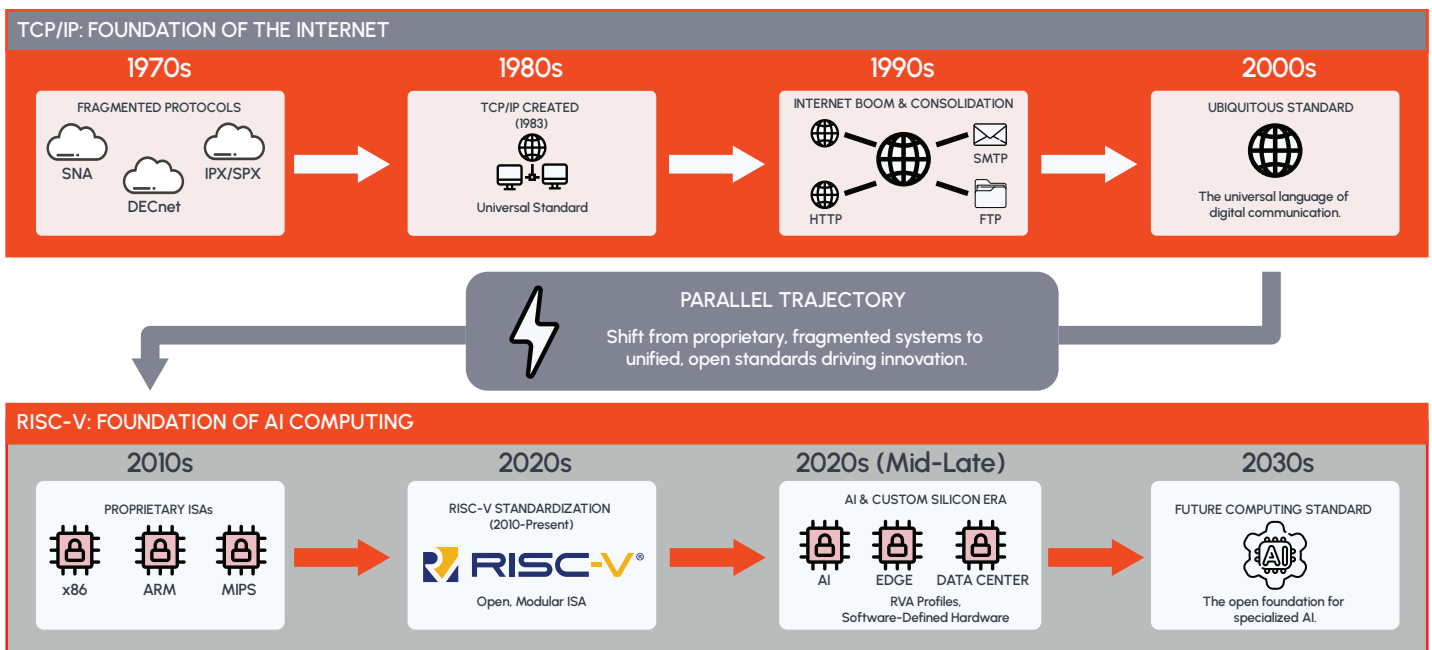 TCP/IP: FOUNDATION OF THE INTERNET
1970s
FRAGMENTED PROTOCOLS
SNA
DECnet
IPX/SPX
1980s
TCP/IP CREATED
(1983)
Universal Standard
1990s
INTERNET BOOM & CONSOLIDATION
SMTP
HTTP
FTP
2000s
UBIQUITOUS STANDARD
The universal language of
digital communication.
PARALLEL TRAJECTORY
Shift from proprietary, fragmented systems to
unified, open standards driving innovation.
RISC-V: FOUNDATION OF AI COMPUTING
2010s
PROPRIETARY ISAs
x86
ARM
MIPS
2020s
RISC-V STANDARDIZATION
(2010-Present)
RISC-V®
Open, Modular ISA
2020s (Mid-Late)
AI & CUSTOM SILICON ERA
AI
EDGE
DATA CENTER
RVA Profiles,
Software-Defined Hardware
2030s
FUTURE COMPUTING STANDARD
AI
The open foundation for
specialized AI.